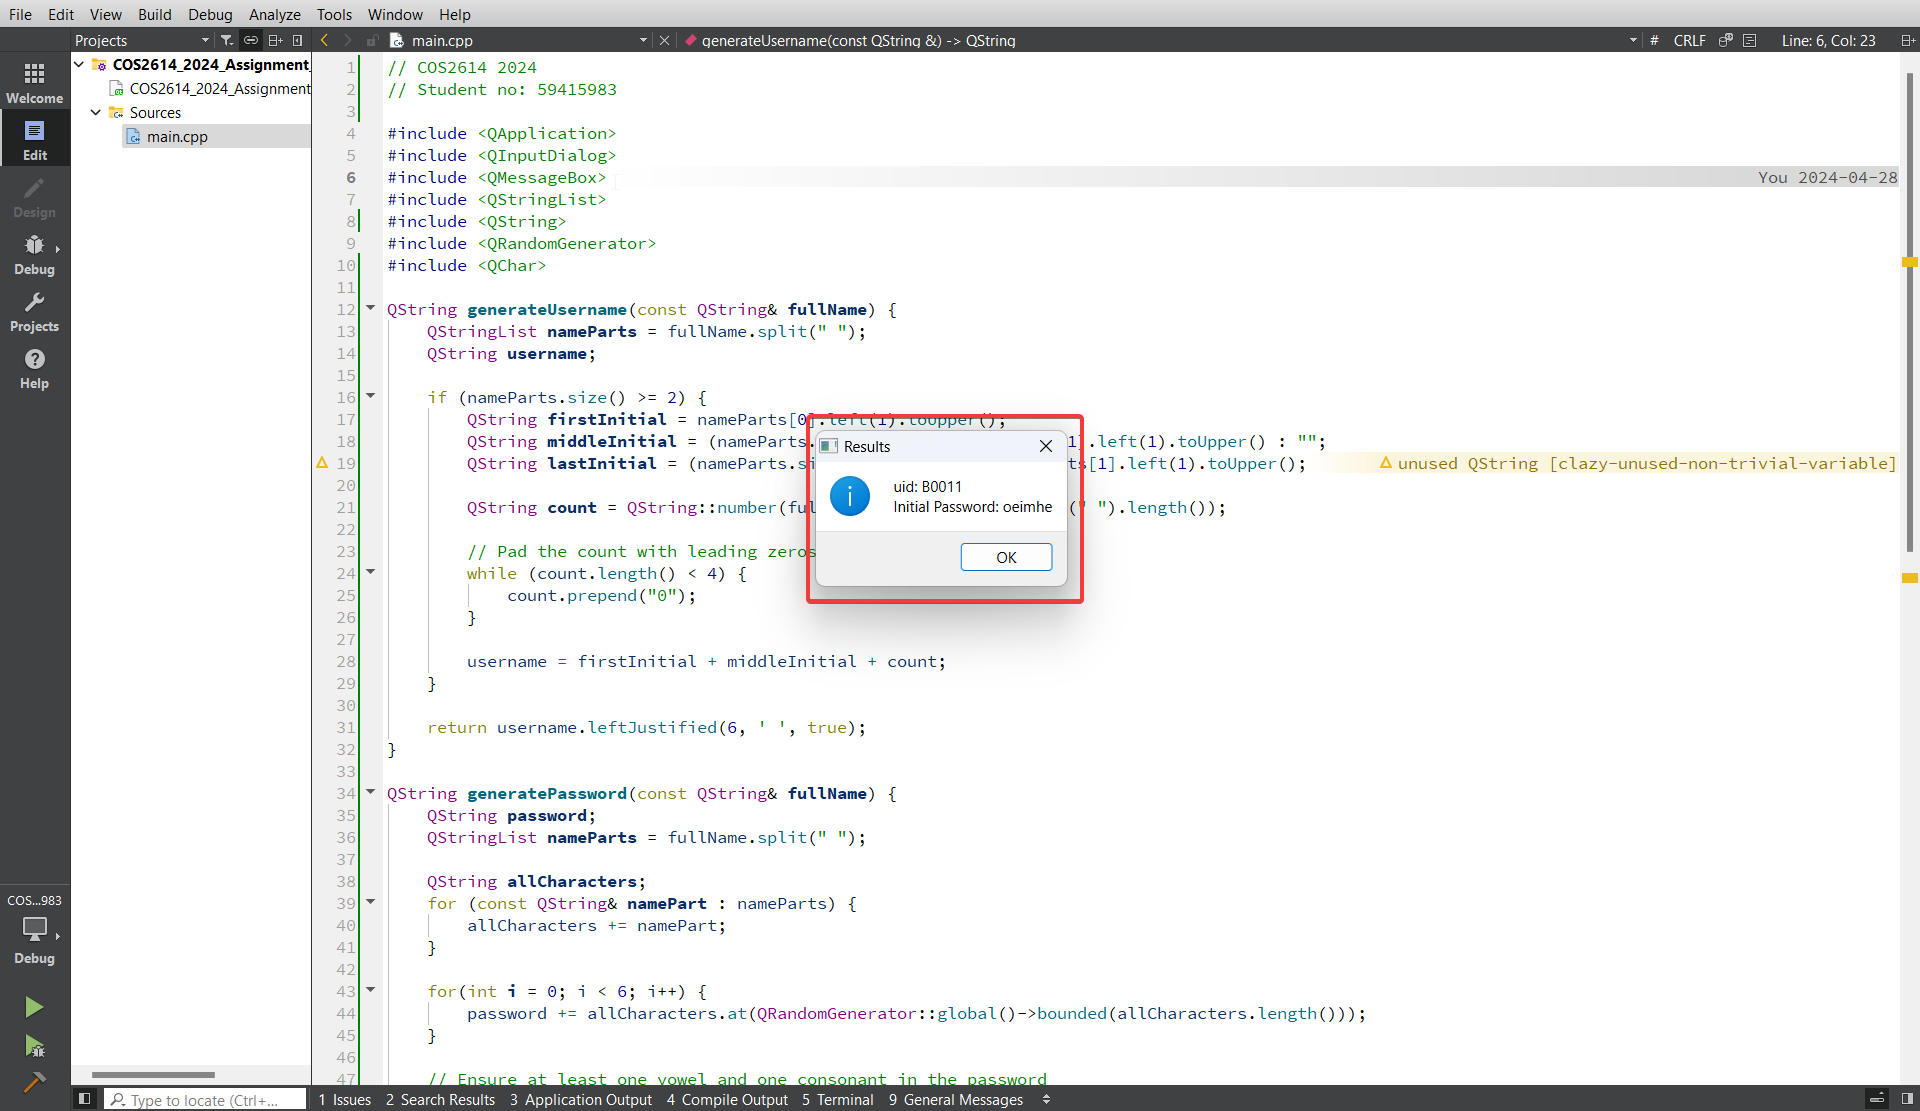 File Edit View Build Debug Analyze Tools Window Help
Projects main.cpp generateUsername(const QString &) -> QString # CRLF Line: 6, Col: 23
Welcome
Edit
Design
Debug
Projects
Help
COS...983
Debug
COS2614_2024_Assignment_
COS2614_2024_Assignment
Sources
main.cpp
1 // COS2614 2024
2 // Student no: 59415983
3
4 #include <QApplication>
5 #include <QInputDialog>
6 #include <QMessageBox> You 2024-04-28
7 #include <QStringList>
8 #include <QString>
9 #include <QRandomGenerator>
10 #include <QChar>
11
12 QString generateUsername(const QString& fullName) {
13 QStringList nameParts = fullName.split(" ");
14 QString username;
15
16 if (nameParts.size() >= 2) {
17 QString firstInitial = nameParts[0].left(1).toUpper();
18 QString middleInitial = (nameParts. 1].left(1).toUpper() : "";
19 QString lastInitial = (nameParts.si ts[1].left(1).toUpper(); unused QString [clazy-unused-non-trivial-variable]
20
21 QString count = QString::number(ful (" ").length());
22
23 // Pad the count with leading zeros
24 while (count.length() < 4) {
25 count.prepend("0");
26 }
27
28 username = firstInitial + middleInitial + count;
29 }
30
31 return username.leftJustified(6, ' ', true);
32 }
33
34 QString generatePassword(const QString& fullName) {
35 QString password;
36 QStringList nameParts = fullName.split(" ");
37
38 QString allCharacters;
39 for (const QString& namePart : nameParts) {
40 allCharacters += namePart;
41 }
42
43 for(int i = 0; i < 6; i++) {
44 password += allCharacters.at(QRandomGenerator::global()->bounded(allCharacters.length()));
45 }
46
47 // Ensure at least one vowel and one consonant in the password
Results
uid: B0011
Initial Password: oeimhe
OK
Type to locate (Ctrl+... 1 Issues 2 Search Results 3 Application Output 4 Compile Output 5 Terminal 9 General Messages